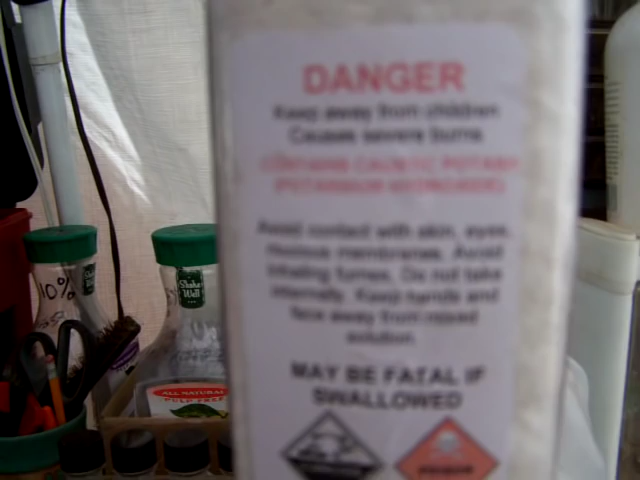 DANGER
Keep away from children
Causes severe burns
CONTAINS CAUSTIC POTASH
(POTASSIUM HYDROXIDE)
Avoid contact with skin, eyes,
mucous membranes. Avoid
inhaling fumes. Do not take
internally. Keep hands and
face away from mixed
solution.
MAY BE FATAL IF
SWALLOWED
10%
Shake
Well
ALL NATURAL
PULP FREE